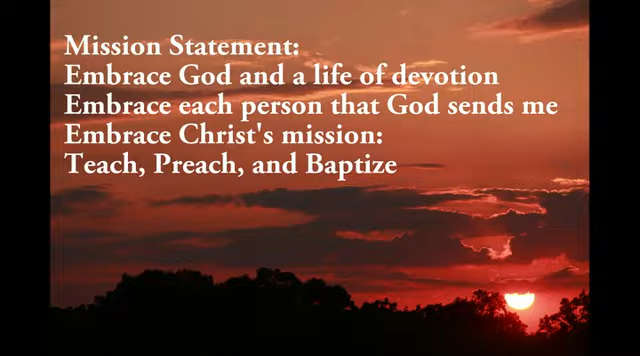 Mission Statement:
Embrace God and a life of devotion
Embrace each person that God sends me
Embrace Christ's mission:
Teach, Preach, and Baptize